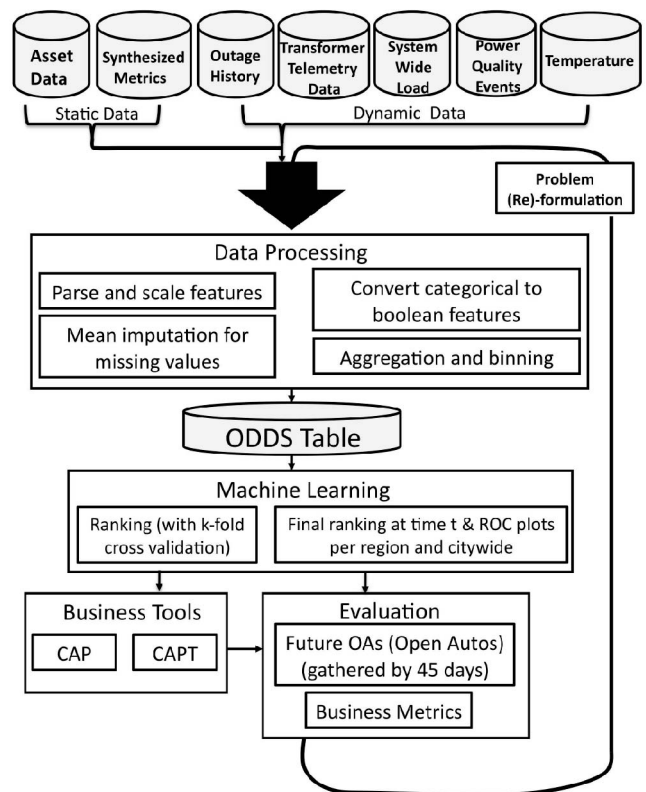 Asset
Data
Synthesized
Metrics
Outage
History
Transformer
Telemetry
Data
System
Wide
Load
Power
Quality
Events
Temperature
Static Data
Dynamic Data
Problem
(Re)-formulation
Data Processing
Parse and scale features
Mean imputation for
missing values
Convert categorical to
boolean features
Aggregation and binning
ODDS Table
Machine Learning
Ranking (with k-fold
cross validation)
Final ranking at time t & ROC plots
per region and citywide
Business Tools
CAP
CAPT
Evaluation
Future OAs (Open Autos)
(gathered by 45 days)
Business Metrics